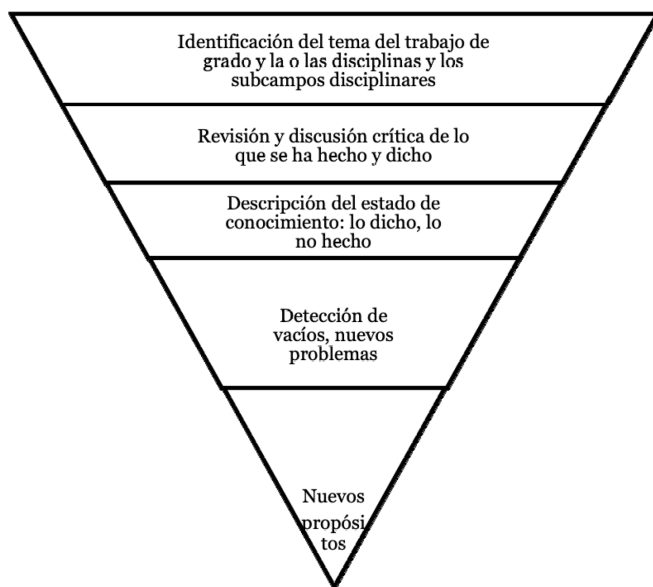 Identificación del tema del trabajo de
grado y la o las disciplinas y los
subcampos disciplinares
Revisión y discusión crítica de lo
que se ha hecho y dicho
Descripción del estado de
conocimiento: lo dicho, lo
no hecho
Detección de
vacíos, nuevos
problemas
Nuevos
propósi
tos